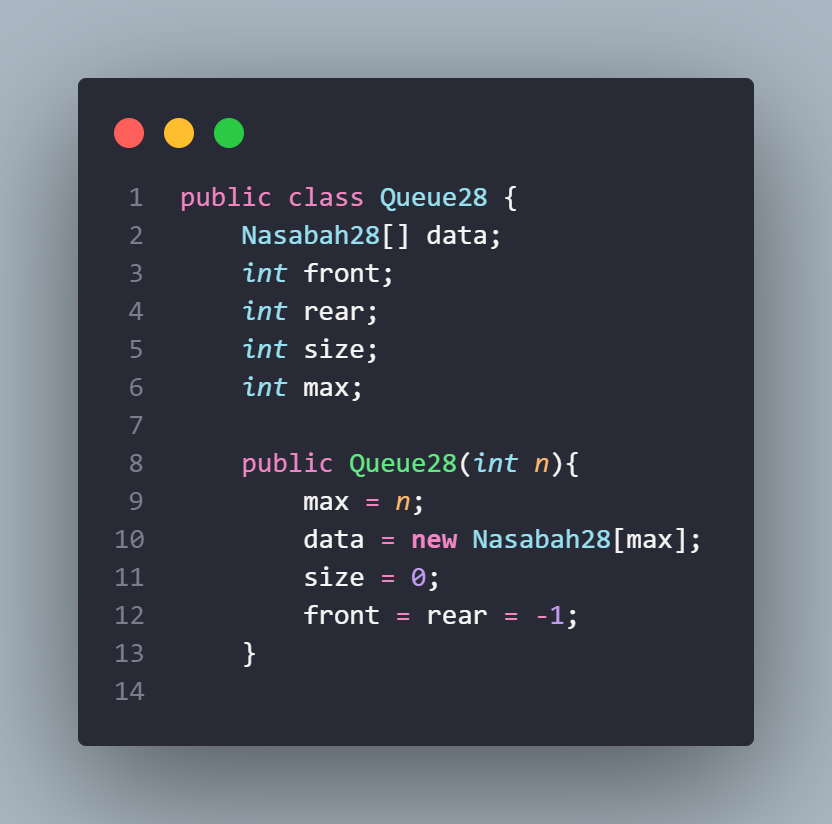 1 public class Queue28 {
2     Nasabah28[] data;
3     int front;
4     int rear;
5     int size;
6     int max;
7
8     public Queue28(int n){
9         max = n;
10         data = new Nasabah28[max];
11         size = 0;
12         front = rear = -1;
13     }
14